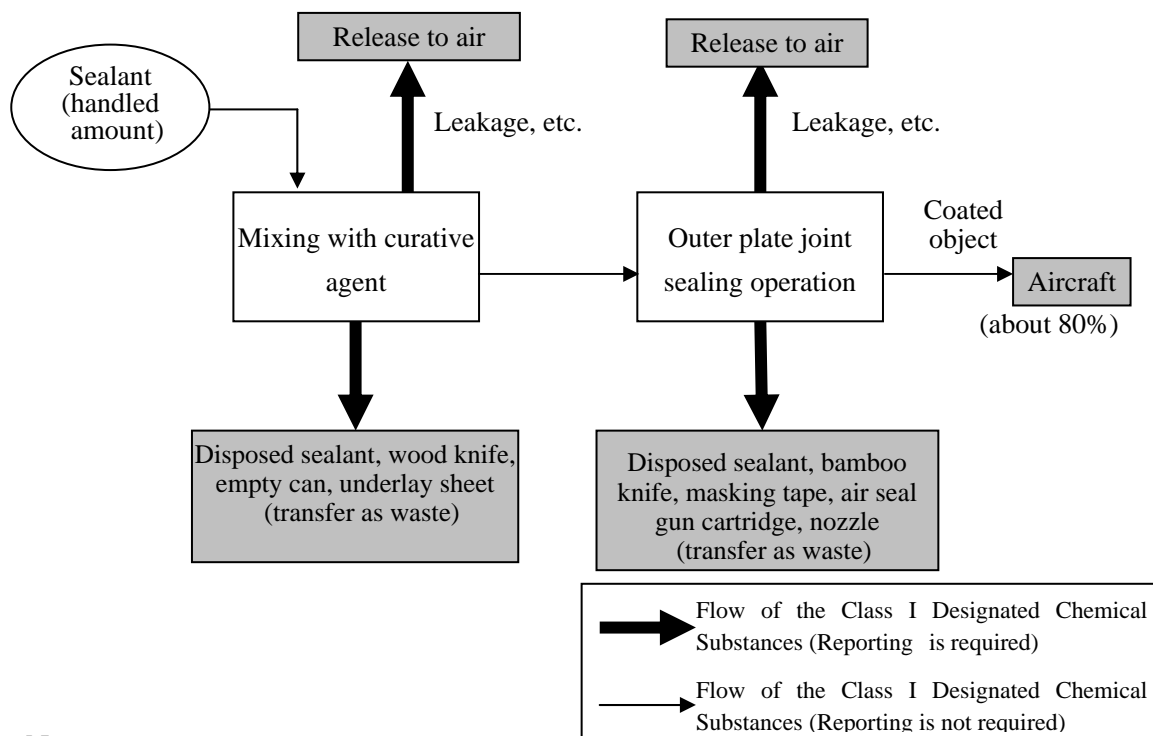 Release to air
Release to air
Sealant
(handled
amount)
Leakage, etc.
Leakage, etc.
Mixing with curative
agent
Outer plate joint
sealing operation
Coated
object
Aircraft
(about 80%)
Disposed sealant, wood knife,
empty can, underlay sheet
(transfer as waste)
Disposed sealant, bamboo
knife, masking tape, air seal
gun cartridge, nozzle
(transfer as waste)
Flow of the Class I Designated Chemical
Substances (Reporting is required)
Flow of the Class I Designated Chemical
Substances (Reporting is not required)